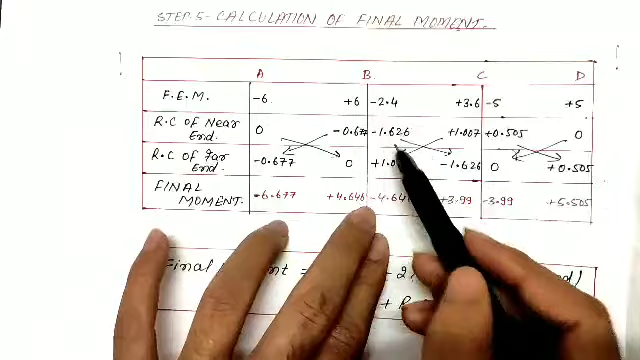 STEP-5- CALCULATION OF FINAL MOMENT.
A B. C. D
F.E.M. -6 +6 -2.4 +3.6 -5 +5
R.C of Near End. 0 -0.677 -1.626 +1.007 +0.505 0
R.C of Far End. -0.677 0 -1.626 0 +0.505
FINAL MOMENT. -6.677 +4.646 +3.99 -3.99 +5.505
Final =
+